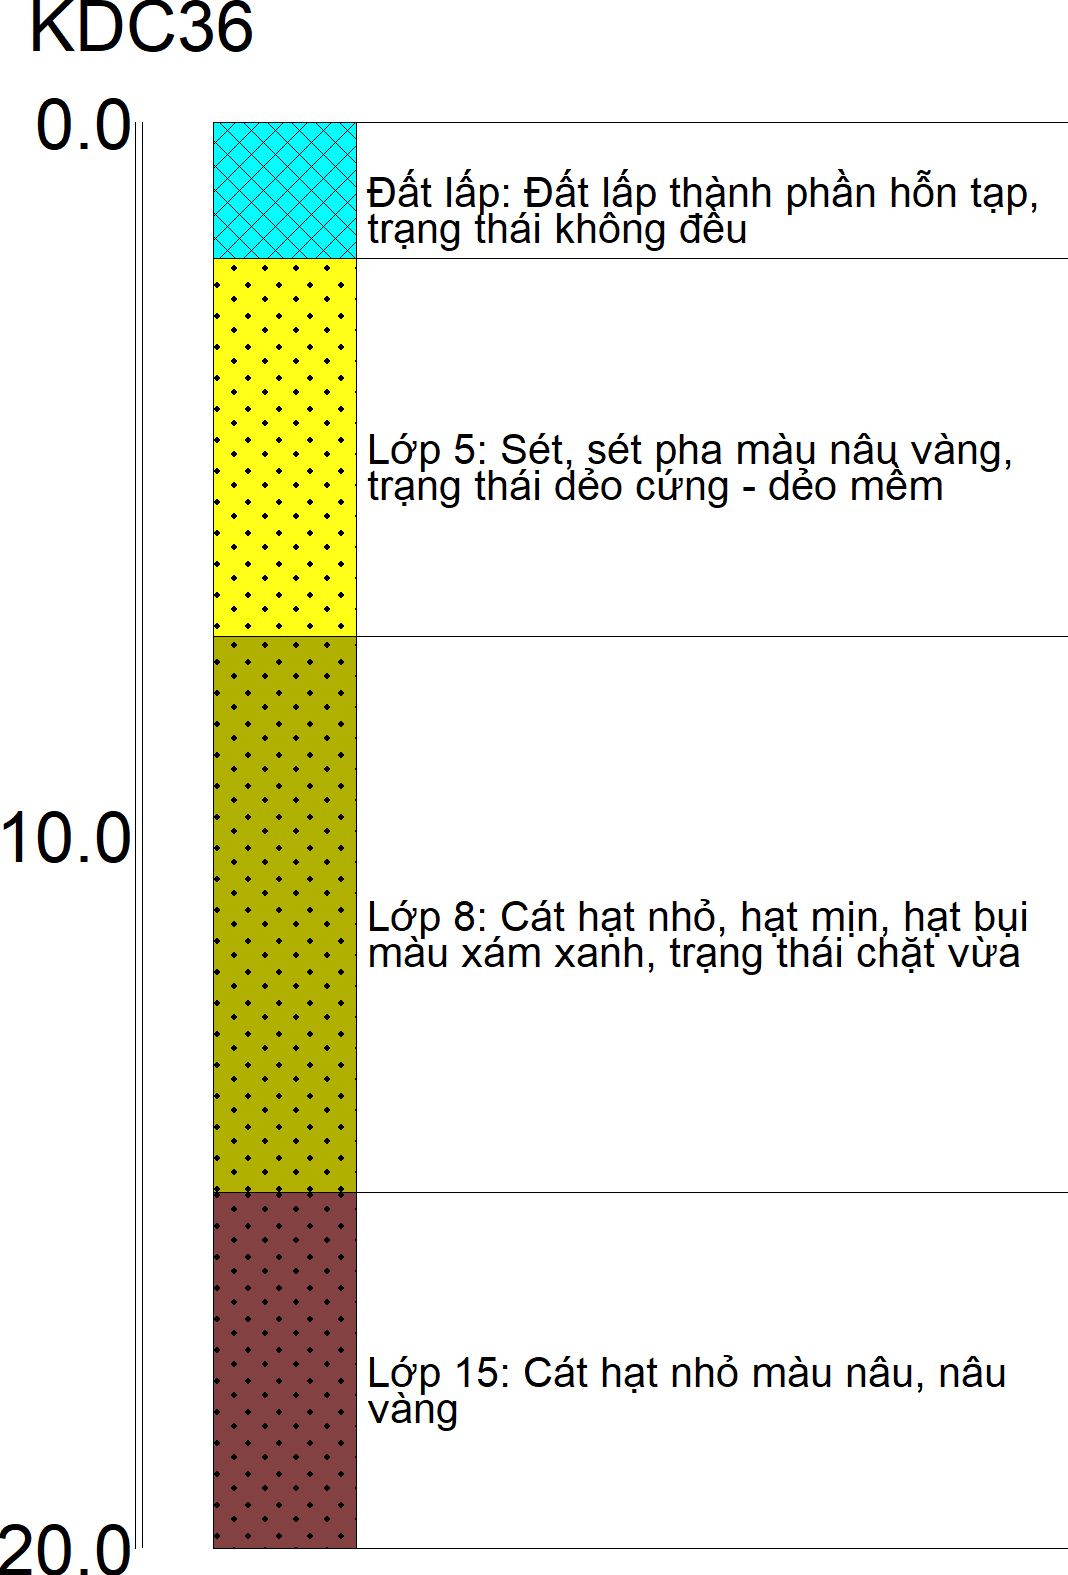 KDC36
0.0
Đất lấp: Đất lấp thành phần hỗn tạp,
trạng thái không đều
Lớp 5: Sét, sét pha màu nâu vàng,
trạng thái dẻo cứng - dẻo mềm
10.0
Lớp 8: Cát hạt nhỏ, hạt mịn, hạt bụi
màu xám xanh, trạng thái chặt vừa
Lớp 15: Cát hạt nhỏ màu nâu, nâu
vàng
20.0